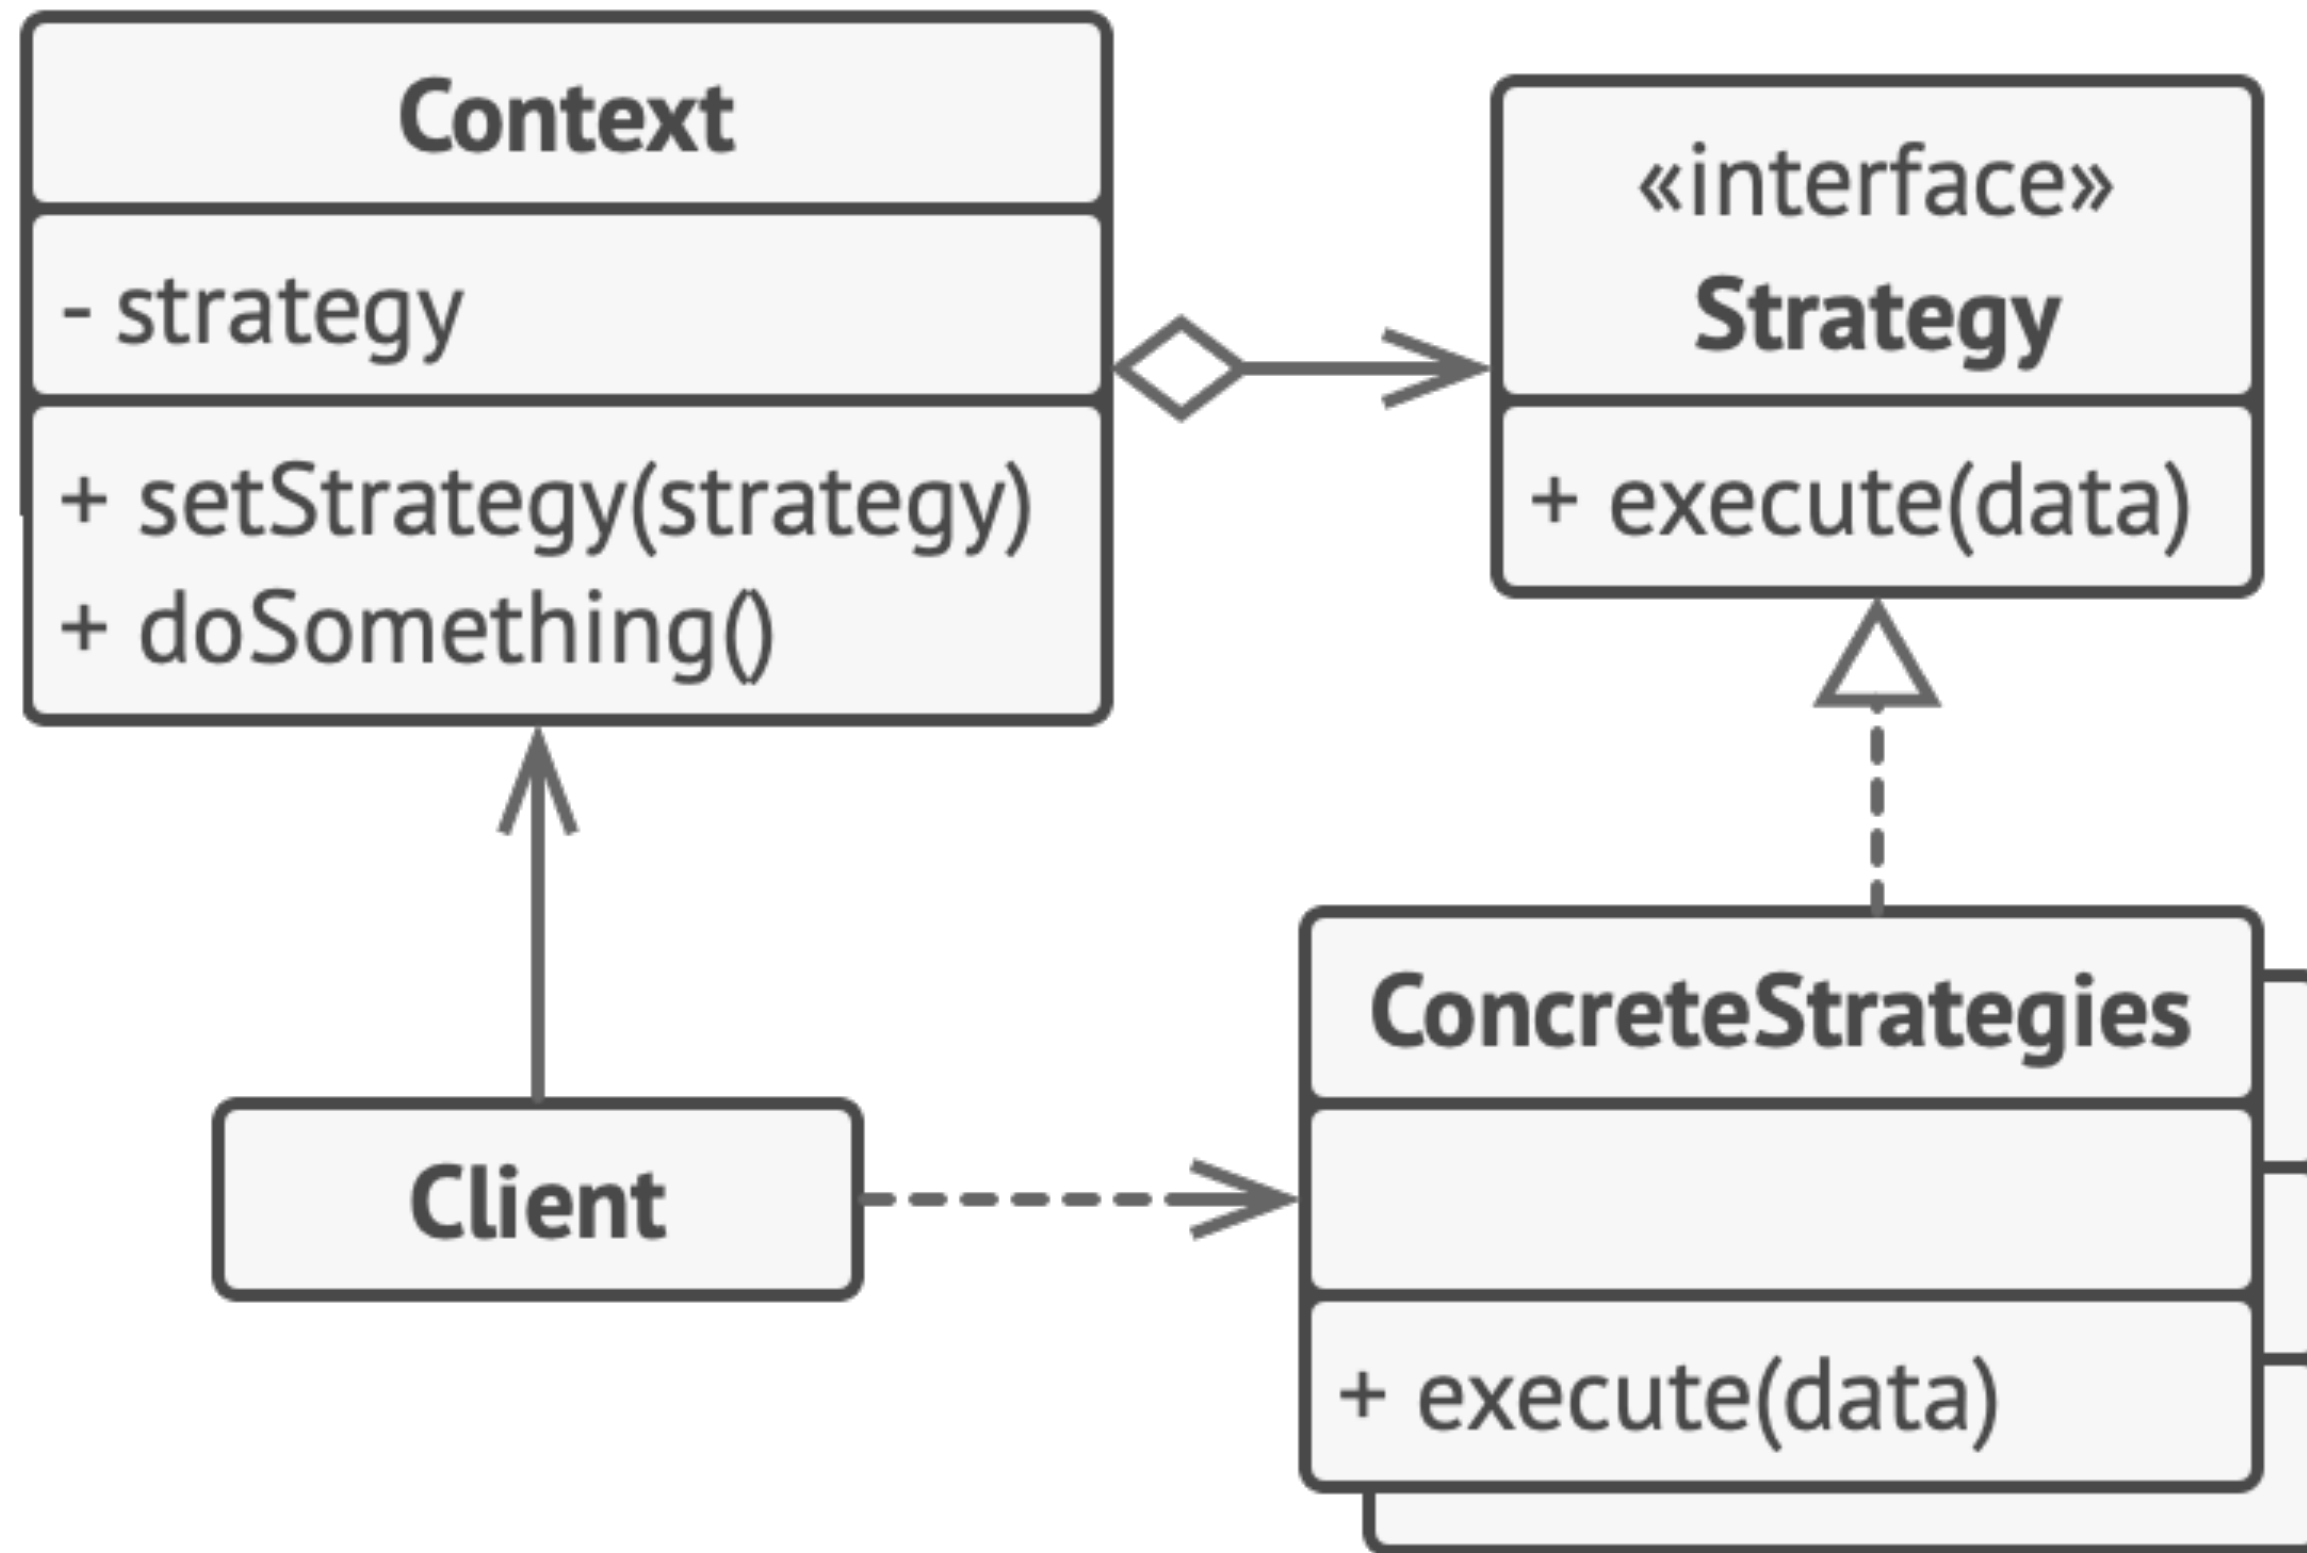 Context
- strategy
+ setStrategy(strategy)
+ doSomething()
«interface»
Strategy
+ execute(data)
Client
ConcreteStrategies
+ execute(data)